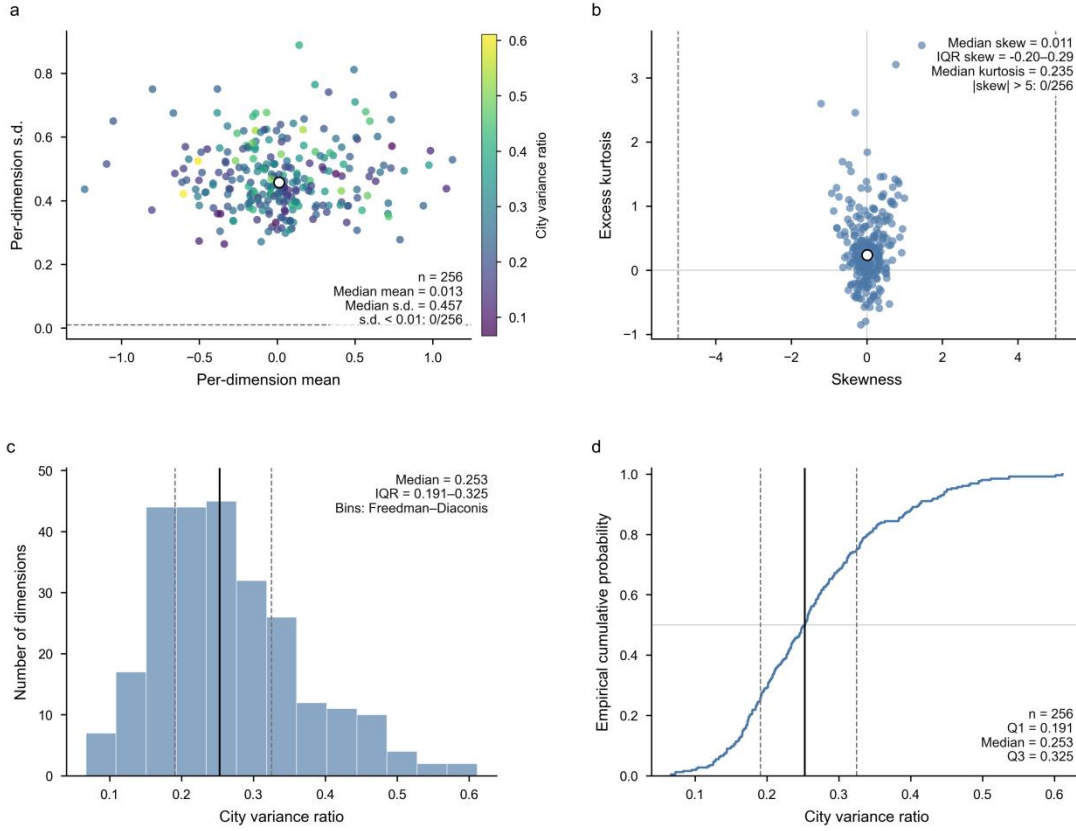 a
Per-dimension s.d.
0.8
0.6
0.4
0.2
0.0
n = 256
Median mean = 0.013
Median s.d. = 0.457
s.d. < 0.01: 0/256
−1.0
−0.5
0.0
0.5
1.0
Per-dimension mean
0.6
0.5
0.4
0.3
0.2
0.1
City variance ratio
b
Excess kurtosis
3
2
1
0
−1
Median skew = 0.011
IQR skew = -0.20–0.29
Median kurtosis = 0.235
|skew| > 5: 0/256
−4
−2
0
2
4
Skewness
c
Number of dimensions
50
40
30
20
10
0
Median = 0.253
IQR = 0.191–0.325
Bins: Freedman–Diaconis
0.1
0.2
0.3
0.4
0.5
0.6
City variance ratio
d
Empirical cumulative probability
1.0
0.8
0.6
0.4
0.2
0.0
n = 256
Q1 = 0.191
Median = 0.253
Q3 = 0.325
0.1
0.2
0.3
0.4
0.5
0.6
City variance ratio